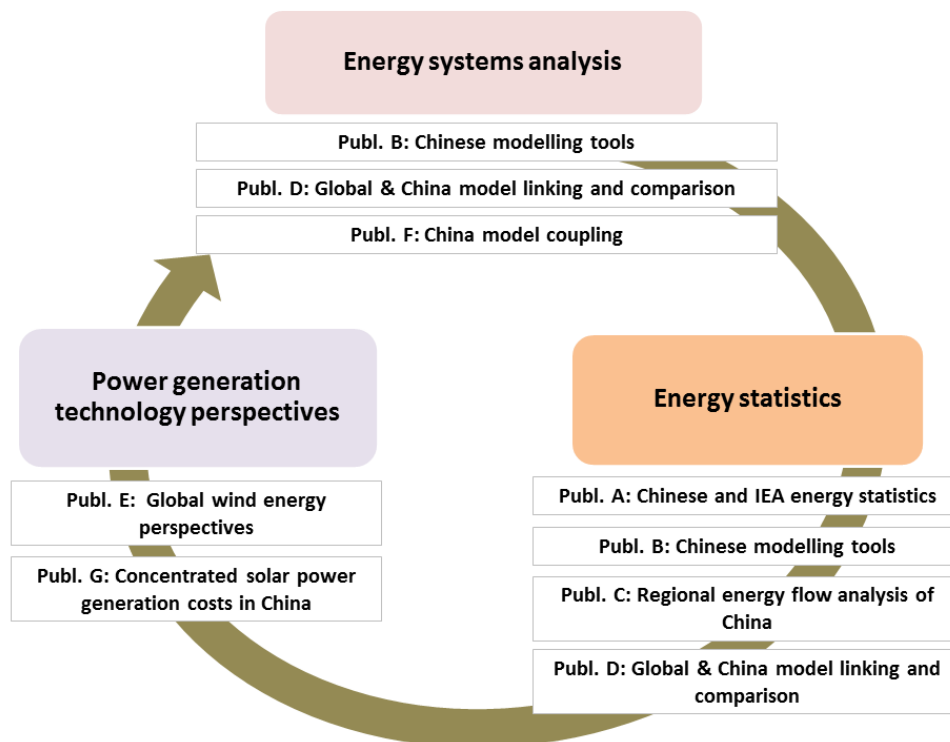 Energy systems analysis
Publ. B: Chinese modelling tools
Publ. D: Global & China model linking and comparison
Publ. F: China model coupling
Power generation
technology perspectives
Publ. E: Global wind energy
perspectives
Publ. G: Concentrated solar power
generation costs in China
Energy statistics
Publ. A: Chinese and IEA energy statistics
Publ. B: Chinese modelling tools
Publ. C: Regional energy flow analysis of
China
Publ. D: Global & China model linking and
comparison